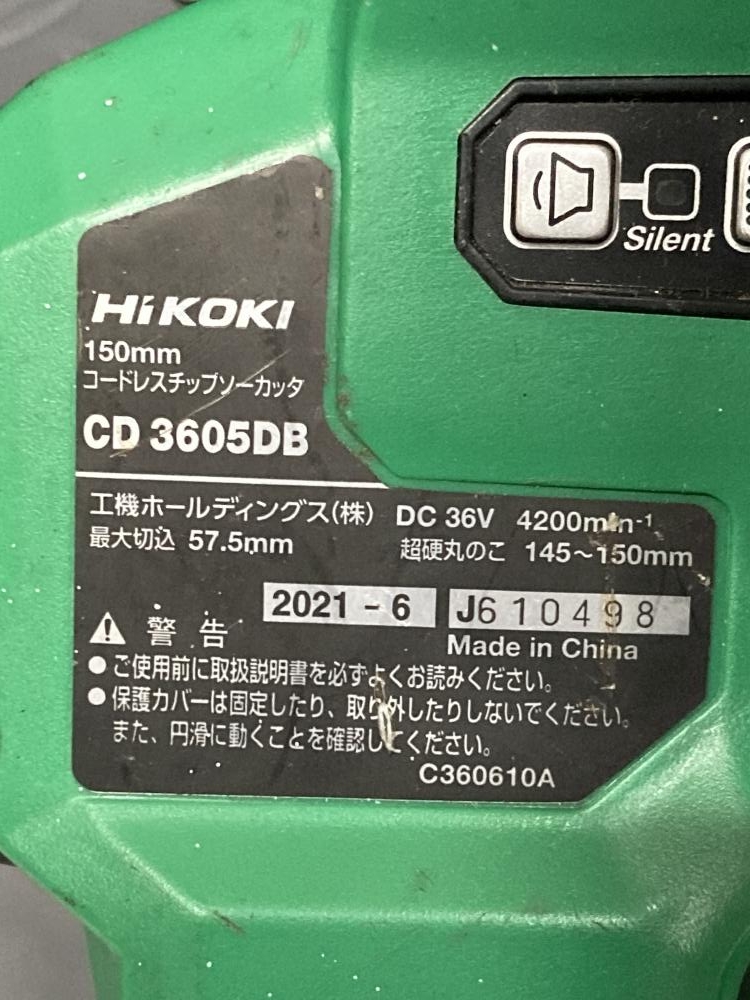 Silent
HiKOKI
150mm
コードレスチップソーカッタ
CD 3605DB
工機ホールディングス(株) DC 36V 4200min-1
最大切込 57.5mm 超硬丸のこ 145～150mm
2021 - 6 J610498
Made in China
警告
● ご使用前に取扱説明書を必ずよくお読みください。
● 保護カバーは固定したり、取り外したりしないでください。
また、円滑に動くことを確認してください。
C360610A